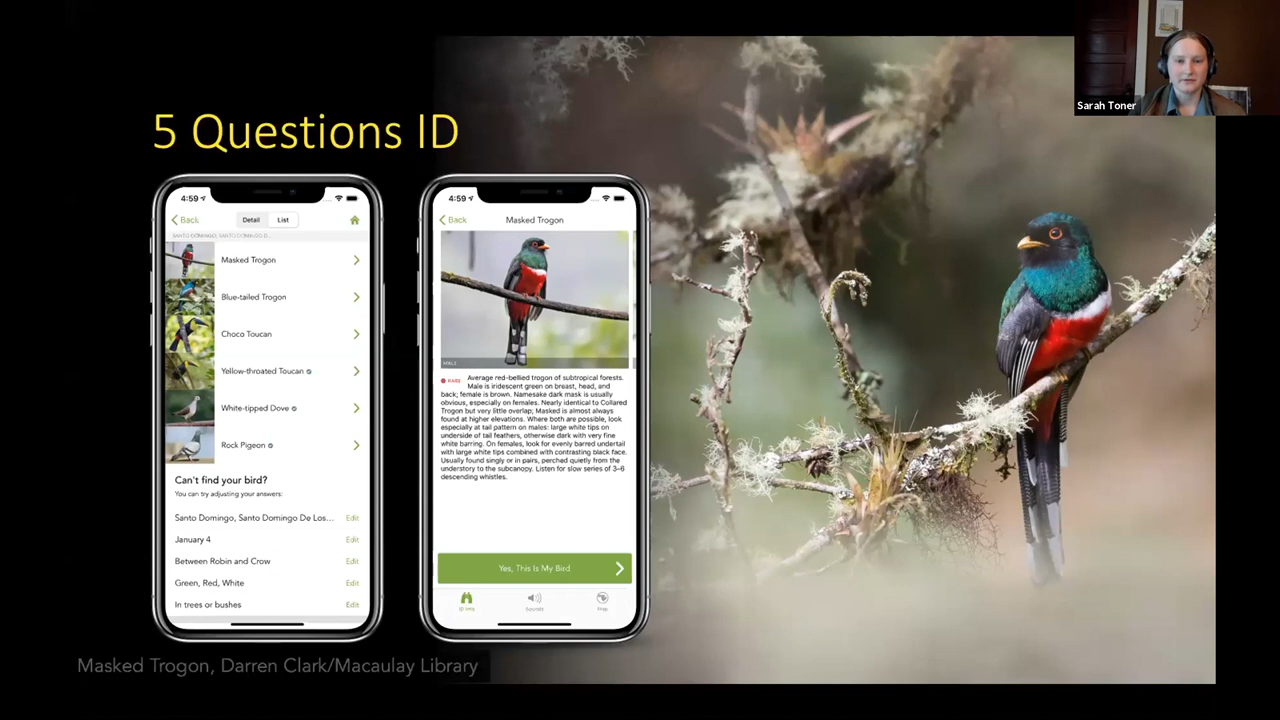 Sarah Toner
5 Questions ID
4:59
Back
Detail
List
Masked Trogon
Blue-tailed Trogon
Choco Toucan
Yellow-throated Toucan
White-tipped Dove
Rock Pigeon
Can't find your bird?
You can try adjusting your answers:
Santo Domingo, Santo Domingo De Los... Edit
January 4 Edit
Between Robin and Crow Edit
Green, Red, White Edit
In trees or bushes Edit
4:59
Back
Masked Trogon
MALE
RARE Average red-bellied trogon of subtropical forests.
Male is iridescent green on breast, head, and
back; female is brown. Namesake dark mask is usually
obvious, especially on females. Nearly identical to Collared
Trogon but very little overlap; Masked is almost always
found at higher elevations. Where both are possible, look
especially at tail pattern on males: large white tips on
underside of tail feathers, otherwise dark with very fine
white barring. On females, look for evenly barred undertail
with large white tips combined with contrasting black face.
Usually found singly or in pairs, perched quietly from the
understory to the subcanopy. Listen for slow series of 3–6
descending whistles.
Yes, This Is My Bird
ID Info
Sounds
Map
Masked Trogon, Darren Clark/Macaulay Library